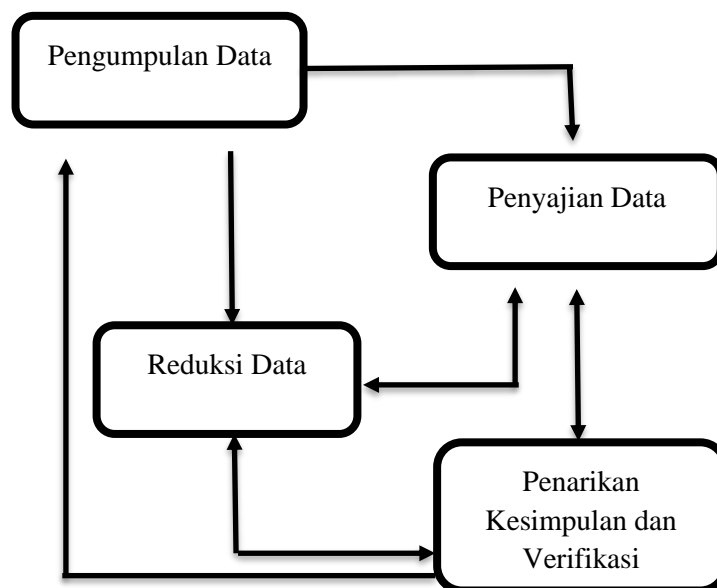 Pengumpulan Data
Penyajian Data
Reduksi Data
Penarikan
Kesimpulan dan
Verifikasi